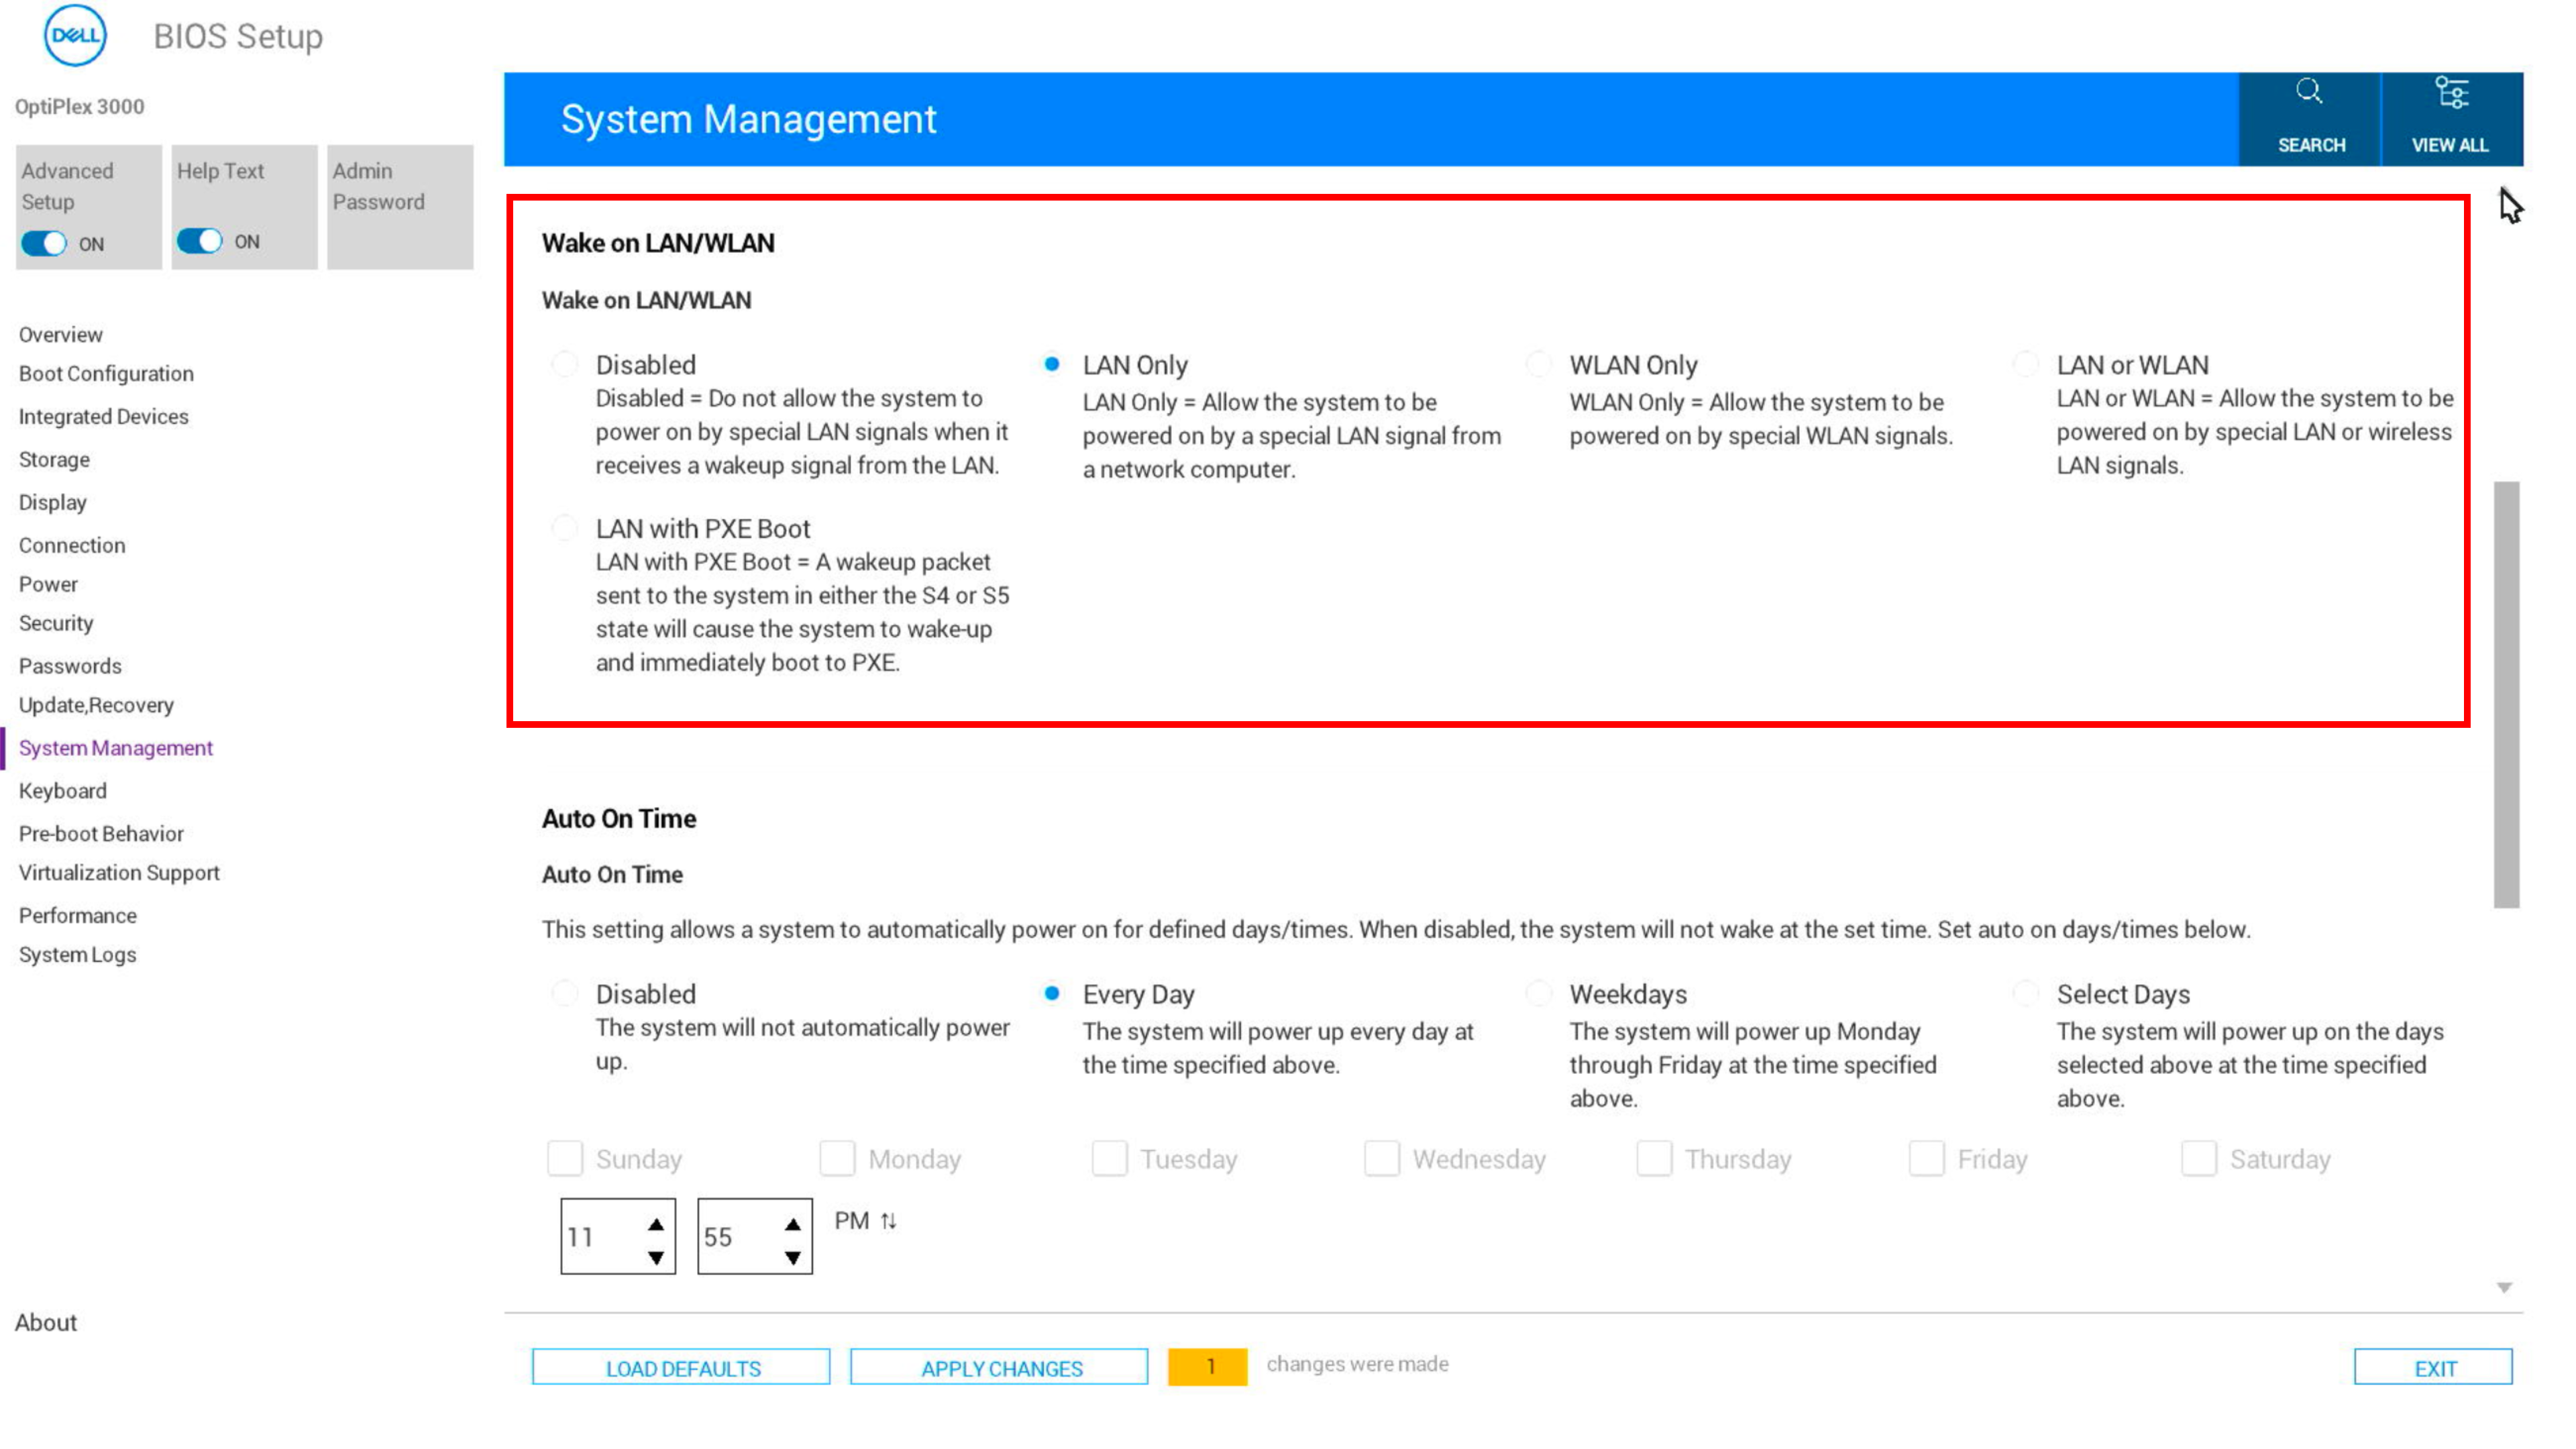 DELL
BIOS Setup
OptiPlex 3000
Advanced
Setup
ON
Help Text
ON
Admin
Password
Overview
Boot Configuration
Integrated Devices
Storage
Display
Connection
Power
Security
Passwords
Update,Recovery
System Management
Keyboard
Pre-boot Behavior
Virtualization Support
Performance
System Logs
About
System Management
SEARCH
VIEW ALL
Wake on LAN/WLAN
Wake on LAN/WLAN
Disabled
Disabled = Do not allow the system to
power on by special LAN signals when it
receives a wakeup signal from the LAN.
LAN Only
LAN Only = Allow the system to be
powered on by a special LAN signal from
a network computer.
WLAN Only
WLAN Only = Allow the system to be
powered on by special WLAN signals.
LAN or WLAN
LAN or WLAN = Allow the system to be
powered on by special LAN or wireless
LAN signals.
LAN with PXE Boot
LAN with PXE Boot = A wakeup packet
sent to the system in either the S4 or S5
state will cause the system to wake-up
and immediately boot to PXE.
Auto On Time
Auto On Time
This setting allows a system to automatically power on for defined days/times. When disabled, the system will not wake at the set time. Set auto on days/times below.
Disabled
The system will not automatically power
up.
Every Day
The system will power up every day at
the time specified above.
Weekdays
The system will power up Monday
through Friday at the time specified
above.
Select Days
The system will power up on the days
selected above at the time specified
above.
Sunday
Monday
Tuesday
Wednesday
Thursday
Friday
Saturday
11
55
PM
LOAD DEFAULTS
APPLY CHANGES
1
changes were made
EXIT